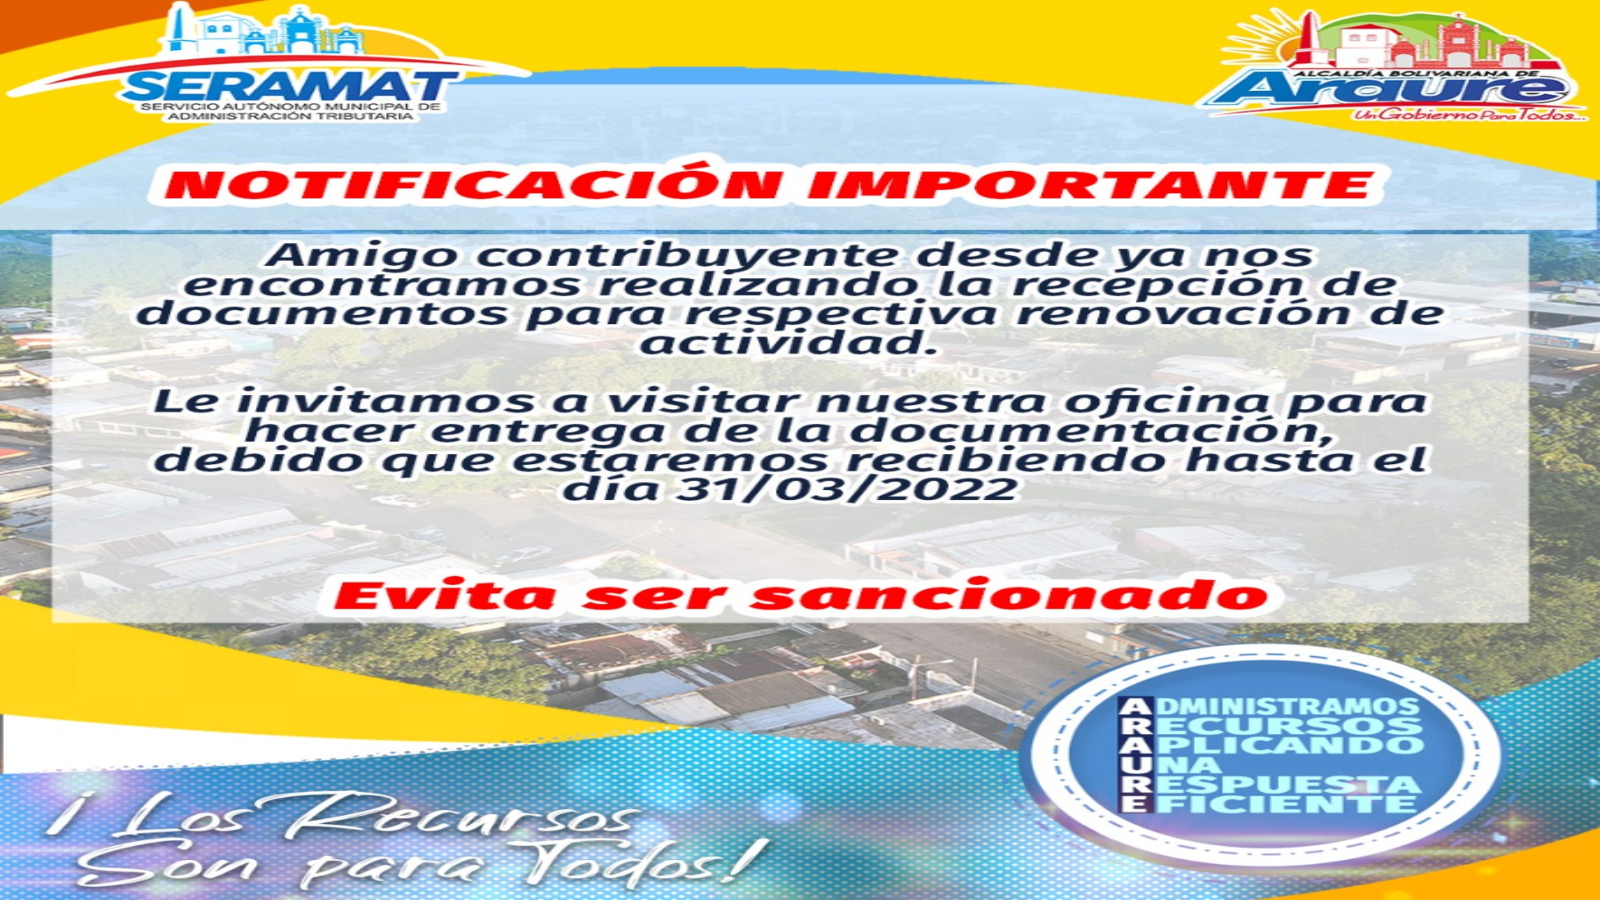 SERAMAT
SERVICIO AUTÓNOMO MUNICIPAL DE
ADMINISTRACIÓN TRIBUTARIA
ALCALDÍA BOLIVARIANA DE
Araure
Un Gobierno Para Todos...
NOTIFICACIÓN IMPORTANTE
Amigo contribuyente desde ya nos
encontramos realizando la recepción de
documentos para respectiva renovación de
actividad.
Le invitamos a visitar nuestra oficina para
hacer entrega de la documentación,
debido que estaremos recibiendo hasta el
día 31/03/2022
Evita ser sancionado
ADMINISTRAMOS
RECURSOS
APLICANDO
UNA
RESPUESTA
EFICIENTE
¡Los Recursos
Son para Todos!